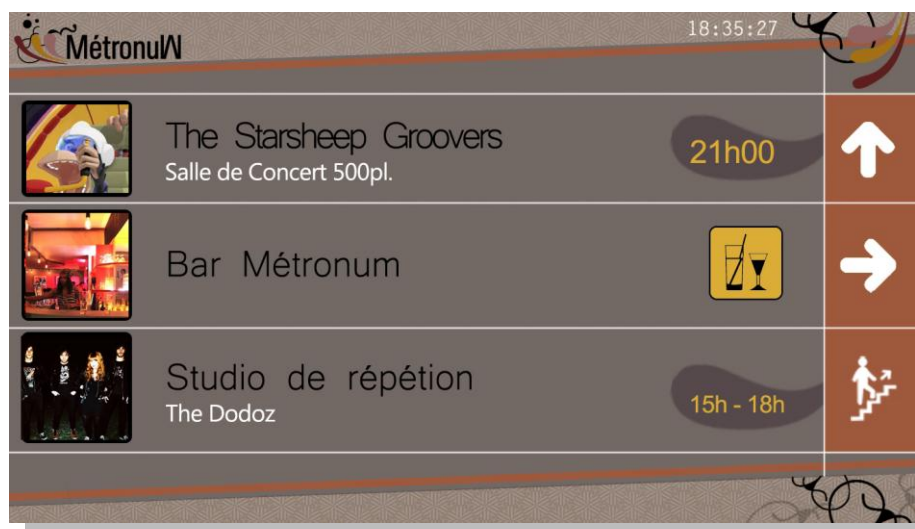 MétronuM
18:35:27
The Starsheep Groovers
Salle de Concert 500pl.
21h00
Bar Métronum
Studio de répétion
The Dodoz
15h - 18h